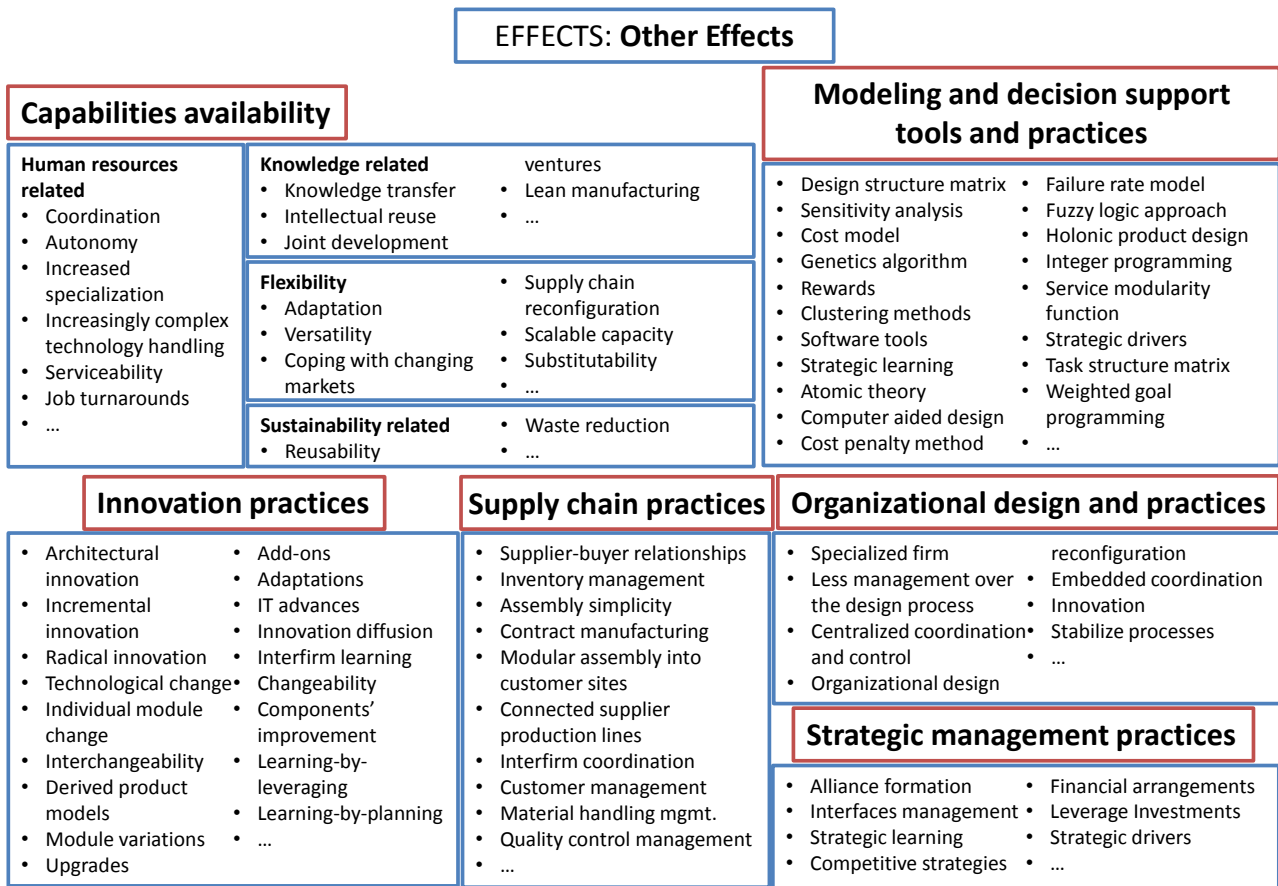 EFFECTS: Other Effects
Capabilities availability
Human resources
related
• Coordination
• Autonomy
• Increased
specialization
• Increasingly complex
technology handling
• Serviceability
• Job turnarounds
• …
Knowledge related
• Knowledge transfer
• Intellectual reuse
• Joint development
ventures
• Lean manufacturing
• …
Flexibility
• Adaptation
• Versatility
• Coping with changing
markets
• Supply chain
reconfiguration
• Scalable capacity
• Substitutability
• …
Sustainability related
• Reusability
• Waste reduction
• …
Modeling and decision support
tools and practices
• Design structure matrix
• Sensitivity analysis
• Cost model
• Genetics algorithm
• Rewards
• Clustering methods
• Software tools
• Strategic learning
• Atomic theory
• Computer aided design
• Cost penalty method
• Failure rate model
• Fuzzy logic approach
• Holonic product design
• Integer programming
• Service modularity
function
• Strategic drivers
• Task structure matrix
• Weighted goal
programming
• …
Innovation practices
• Architectural
innovation
• Incremental
innovation
• Radical innovation
• Technological change
• Individual module
change
• Interchangeability
• Derived product
models
• Module variations
• Upgrades
• Add-ons
• Adaptations
• IT advances
• Innovation diffusion
• Interfirm learning
• Changeability
• Components’
improvement
• Learning-by-
leveraging
• Learning-by-planning
• …
Supply chain practices
• Supplier-buyer relationships
• Inventory management
• Assembly simplicity
• Contract manufacturing
• Modular assembly into
customer sites
• Connected supplier
production lines
• Interfirm coordination
• Customer management
• Material handling mgmt.
• Quality control management
• …
Organizational design and practices
• Specialized firm
• Less management over
the design process
• Centralized coordination
and control
• Organizational design
reconfiguration
• Embedded coordination
• Innovation
• Stabilize processes
• …
Strategic management practices
• Alliance formation
• Interfaces management
• Strategic learning
• Competitive strategies
• Financial arrangements
• Leverage Investments
• Strategic drivers
• …